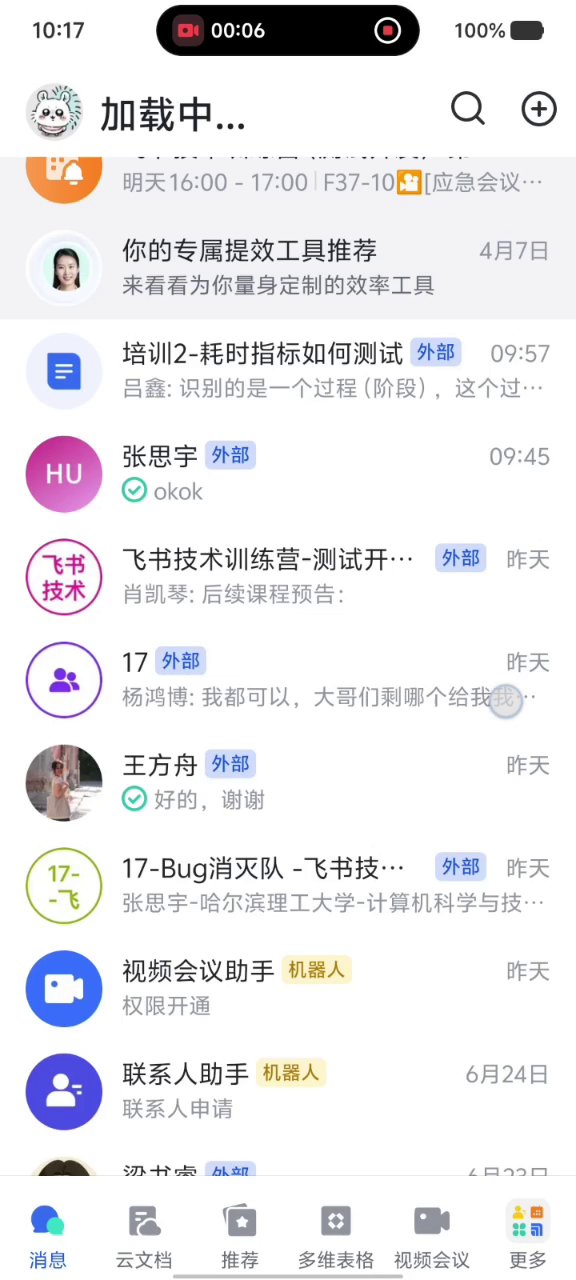 10:17
00:06
100%
加载中...
明天16:00 - 17:00 | F37-10🎦[应急会议…
你的专属提效工具推荐
4月7日
来看看为你量身定制的效率工具
培训2-耗时指标如何测试 外部 09:57
吕鑫: 识别的是一个过程（阶段），这个过…
HU
张思宇 外部 09:45
okok
飞书
技术
飞书技术训练营-测试开… 外部 昨天
肖凯琴: 后续课程预告:
17 外部 昨天
杨鸿博: 我都可以，大哥们剩哪个给我我…
王方舟 外部 昨天
好的，谢谢
17-
-飞
17-Bug消灭队 -飞书技… 外部 昨天
张思宇-哈尔滨理工大学-计算机科学与技…
视频会议助手 机器人 昨天
权限开通
联系人助手 机器人 6月24日
联系人申请
外部 6月23日
消息 云文档 推荐 多维表格 视频会议 更多